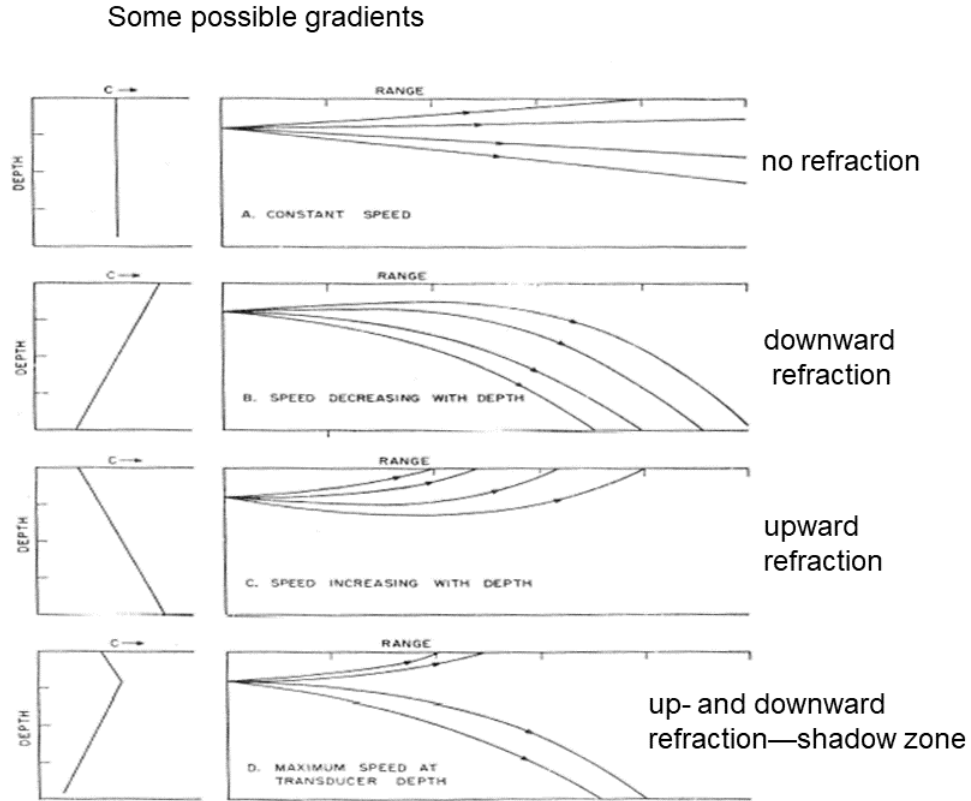 Some possible gradients
C →
RANGE
DEPTH
A. CONSTANT SPEED
no refraction
C →
RANGE
DEPTH
B. SPEED DECREASING WITH DEPTH
downward
refraction
C →
RANGE
DEPTH
C. SPEED INCREASING WITH DEPTH
upward
refraction
C →
RANGE
DEPTH
D. MAXIMUM SPEED AT
TRANSDUCER DEPTH
up- and downward
refraction—shadow zone